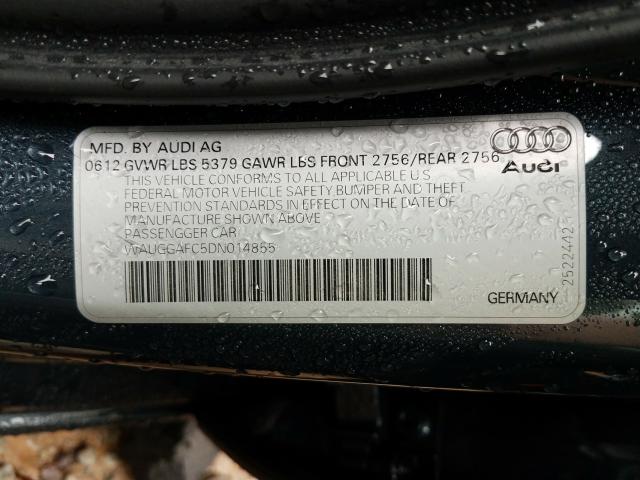 MFD. BY AUDI AG
0612 GVWR LBS 5379 GAWR LBS FRONT 2756/REAR 2756
THIS VEHICLE CONFORMS TO ALL APPLICABLE U.S
FEDERAL MOTOR VEHICLE SAFETY BUMPER AND THEFT
PREVENTION STANDARDS IN EFFECT ON THE DATE OF
MANUFACTURE SHOWN ABOVE
PASSENGGER CAR
WAUGGAFC5DN014855
Audi
GERMANY
25224421